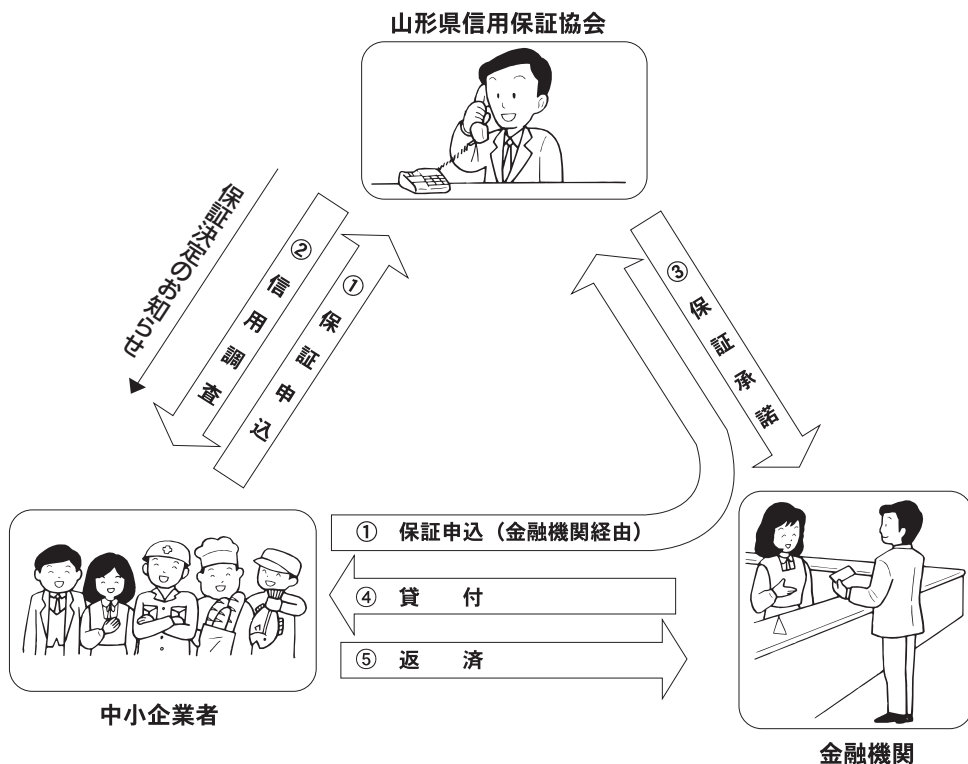 山形県信用保証協会
保証決定のお知らせ
② 信用調査
① 保証申込
③ 保証承諾
① 保証申込（金融機関経由）
④ 貸　付
⑤ 返　済
中小企業者
金融機関